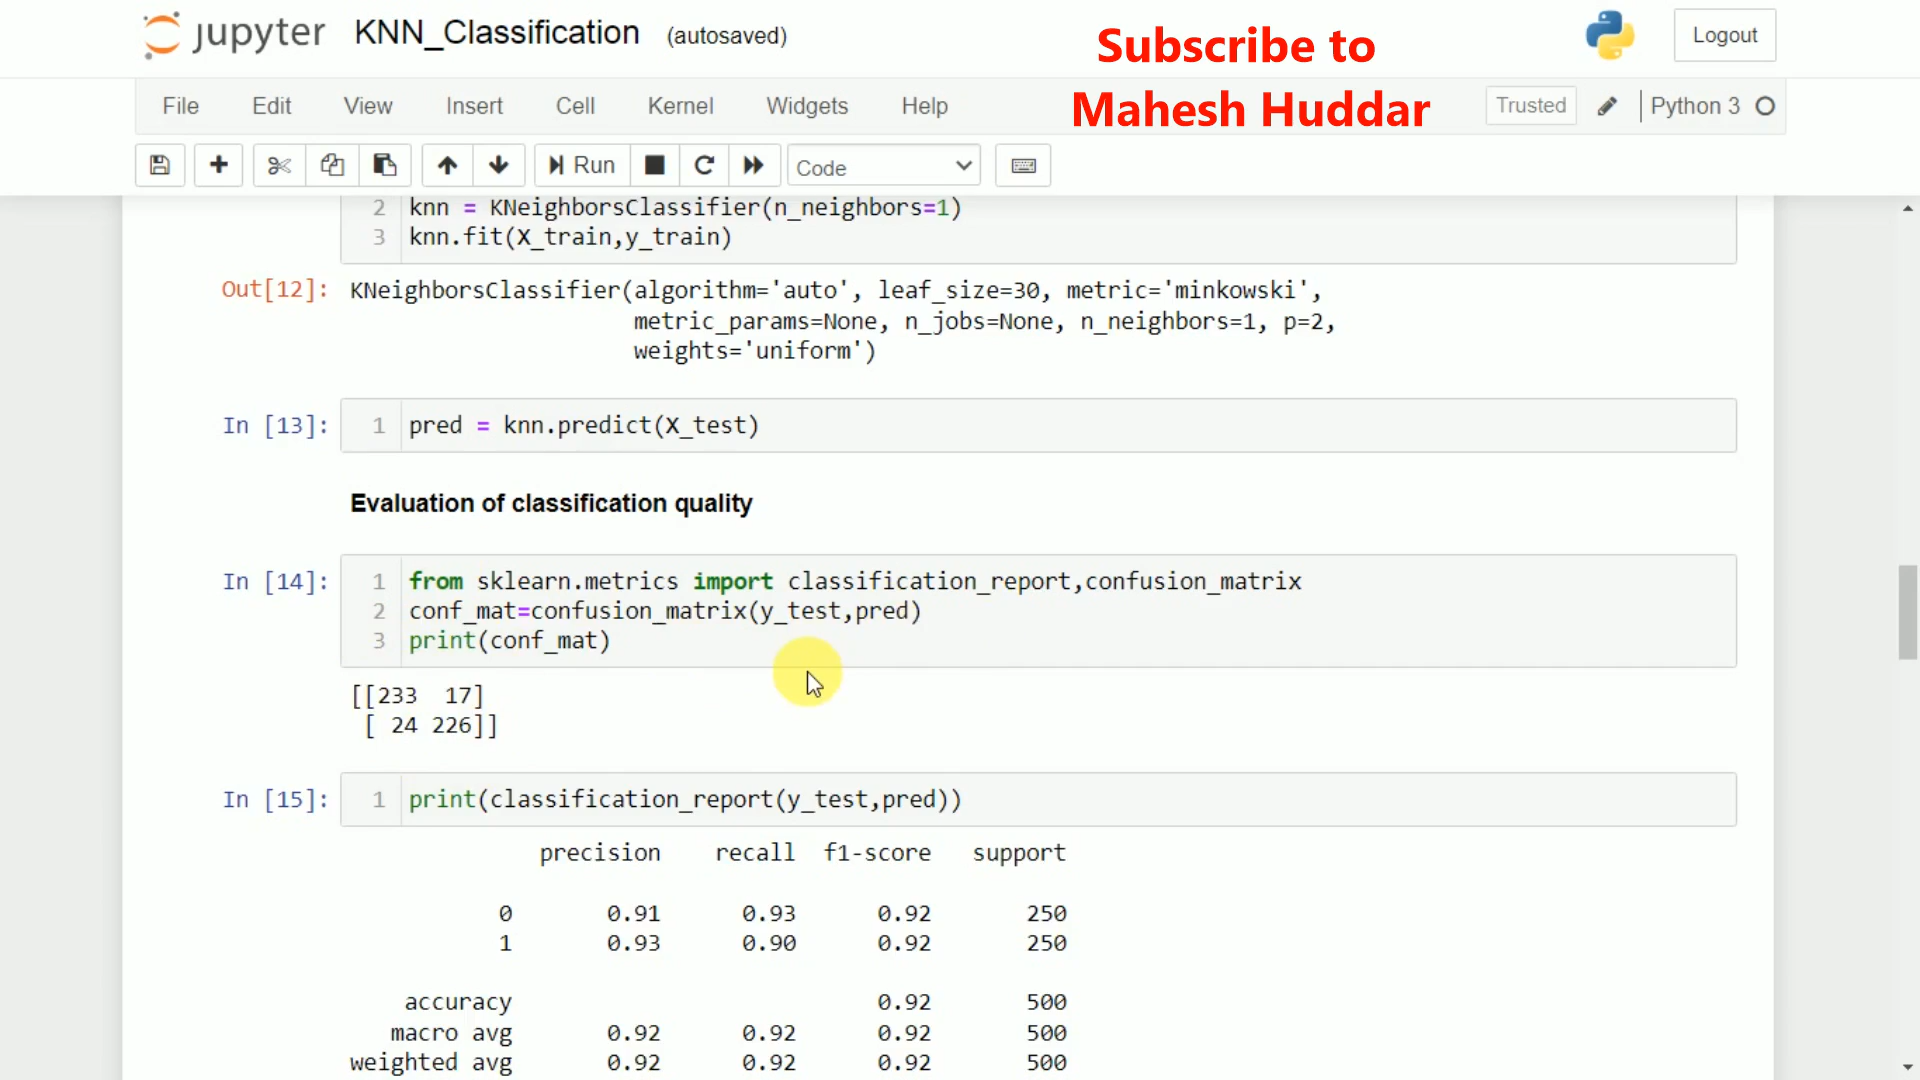 jupyter KNN_Classification (autosaved) Subscribe to Logout
File Edit View Insert Cell Kernel Widgets Help Mahesh Huddar Trusted Python 3
Run Code
2 knn = KNeighborsClassifier(n_neighbors=1)
3 knn.fit(X_train,y_train)
Out[12]: KNeighborsClassifier(algorithm='auto', leaf_size=30, metric='minkowski',
metric_params=None, n_jobs=None, n_neighbors=1, p=2,
weights='uniform')
In [13]: 1 pred = knn.predict(X_test)
Evaluation of classification quality
In [14]: 1 from sklearn.metrics import classification_report,confusion_matrix
2 conf_mat=confusion_matrix(y_test,pred)
3 print(conf_mat)
[[233 17]
[ 24 226]]
In [15]: 1 print(classification_report(y_test,pred))
precision recall f1-score support
0 0.91 0.93 0.92 250
1 0.93 0.90 0.92 250
accuracy 0.92 500
macro avg 0.92 0.92 0.92 500
weighted avg 0.92 0.92 0.92 500